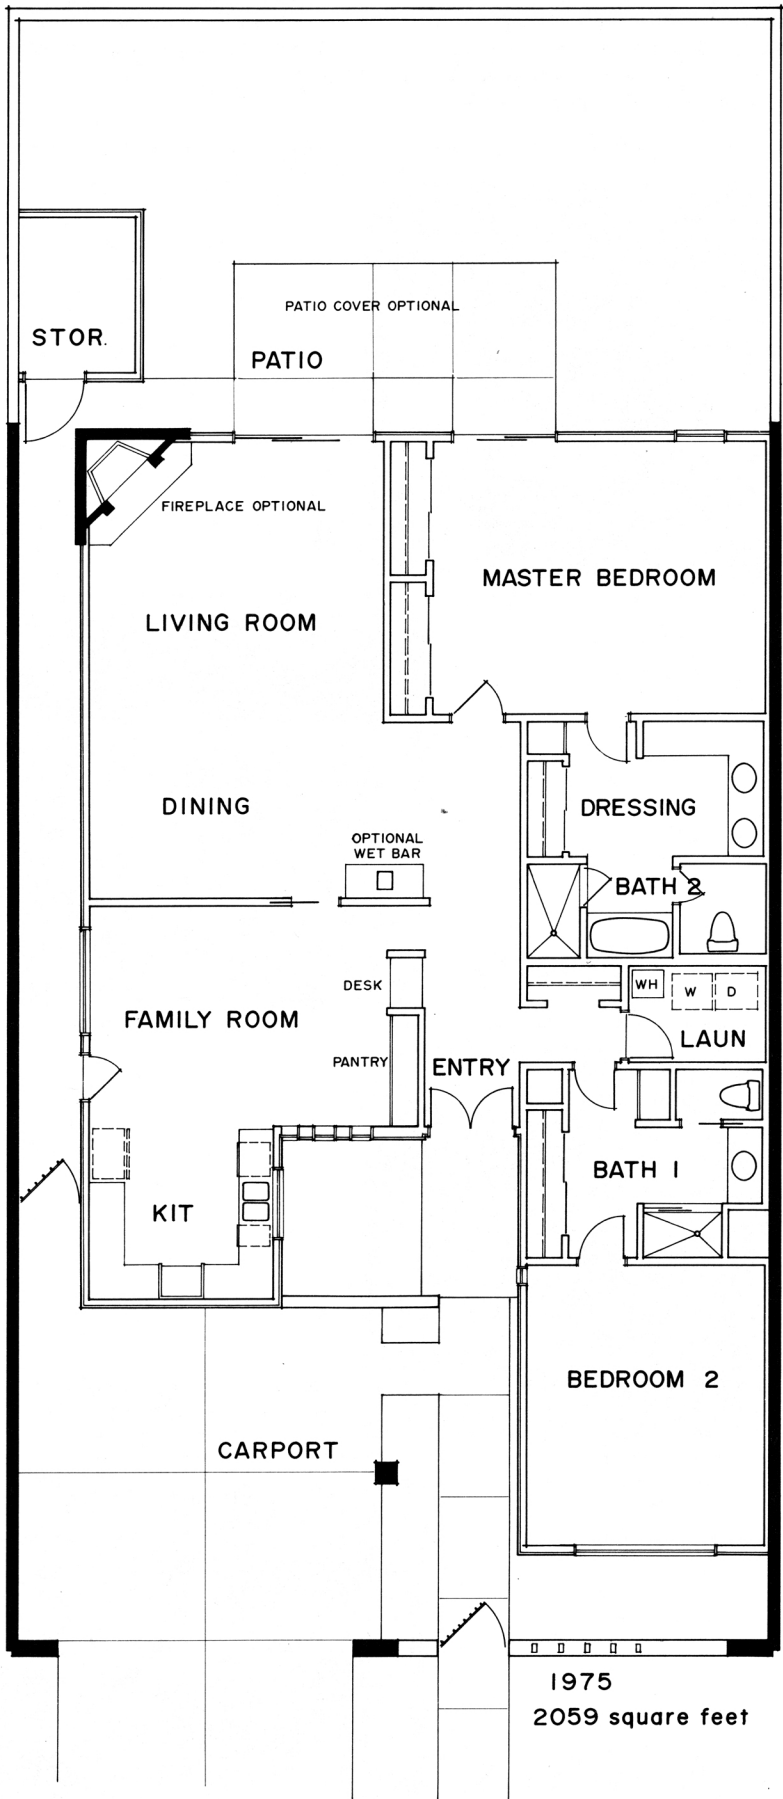 PATIO COVER OPTIONAL
STOR.
PATIO
FIREPLACE OPTIONAL
MASTER BEDROOM
LIVING ROOM
DINING
DRESSING
OPTIONAL
WET BAR
BATH 2
DESK
WH
W
D
FAMILY ROOM
LAUN
PANTRY
ENTRY
BATH 1
KIT
BEDROOM 2
CARPORT
1975
2059 square feet